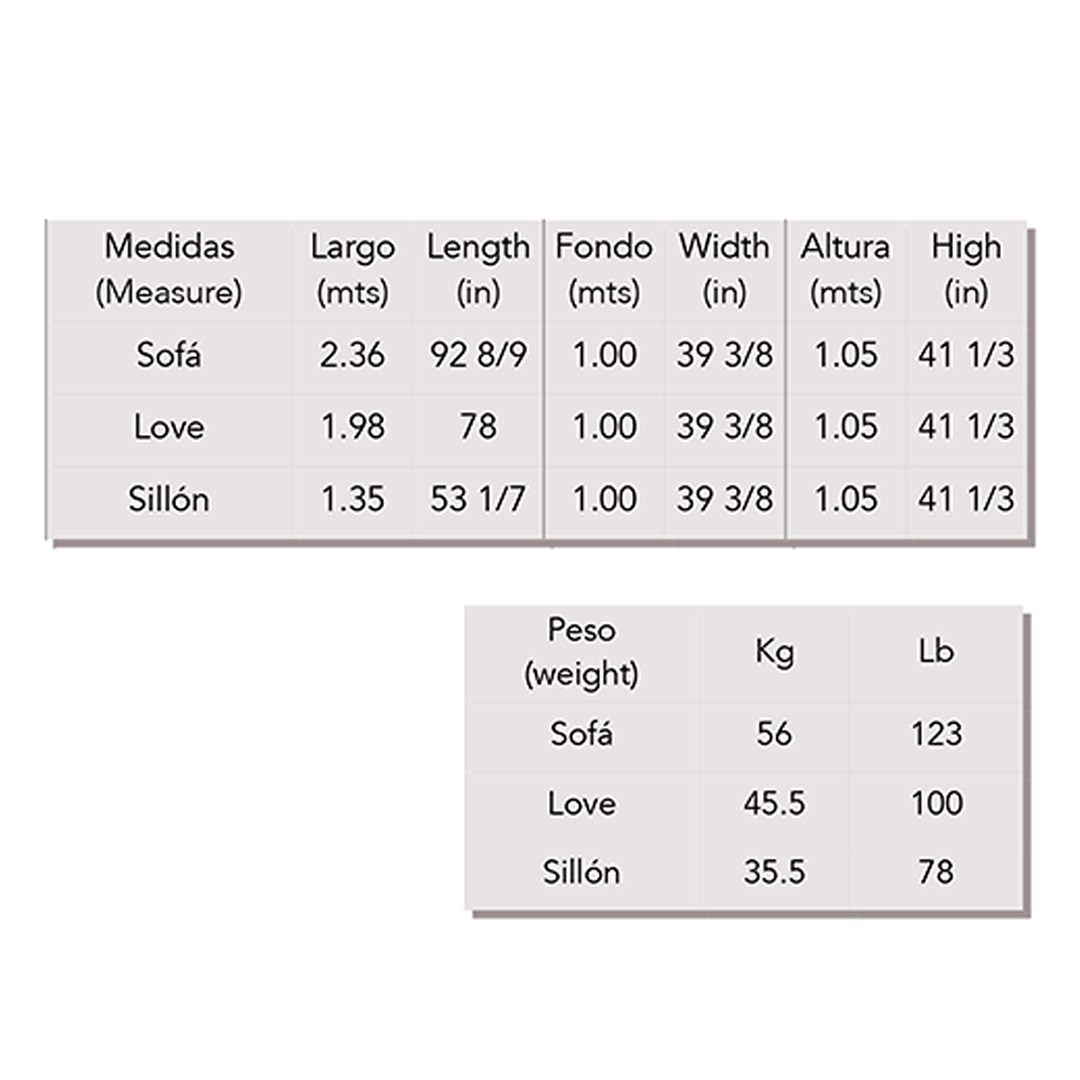 Medidas Largo Length Fondo Width Altura High
(Measure) (mts) (in) (mts) (in) (mts) (in)
Sofá 2.36 92 8/9 1.00 39 3/8 1.05 41 1/3
Love 1.98 78 1.00 39 3/8 1.05 41 1/3
Sillón 1.35 53 1/7 1.00 39 3/8 1.05 41 1/3
Peso
(weight) Kg Lb
Sofá 56 123
Love 45.5 100
Sillón 35.5 78